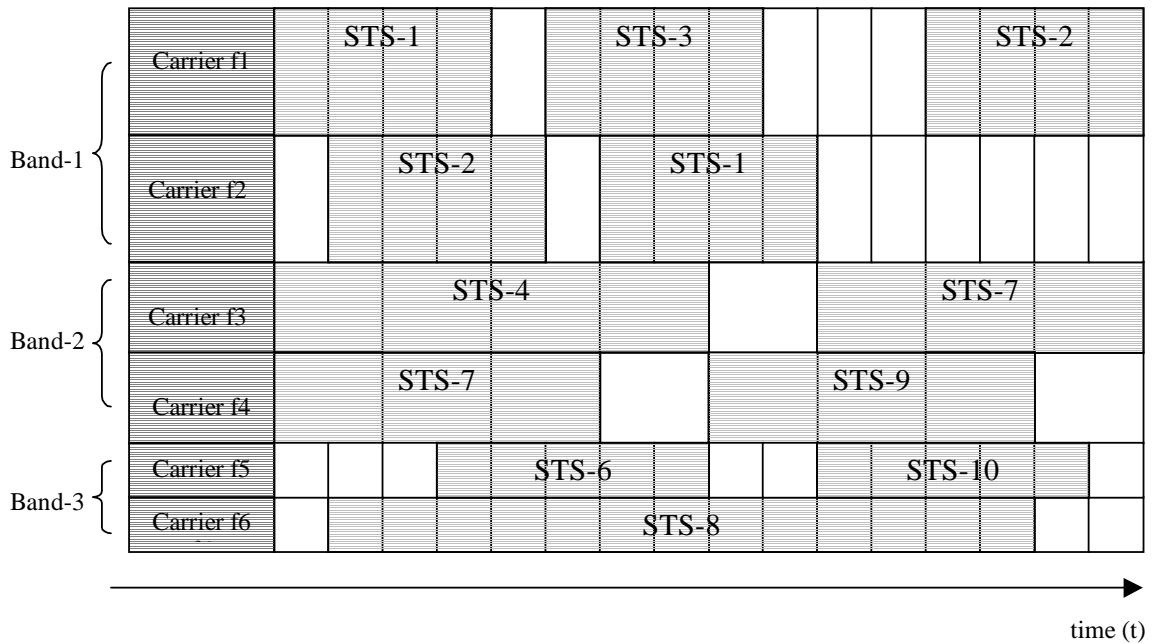 STS-1 STS-3 STS-2
Carrier f1
Band-1
STS-2 STS-1
Carrier f2
STS-4 STS-7
Carrier f3
Band-2
STS-7 STS-9
Carrier f4
STS-6 STS-10
Carrier f5
Band-3
STS-8
Carrier f6
time (t)